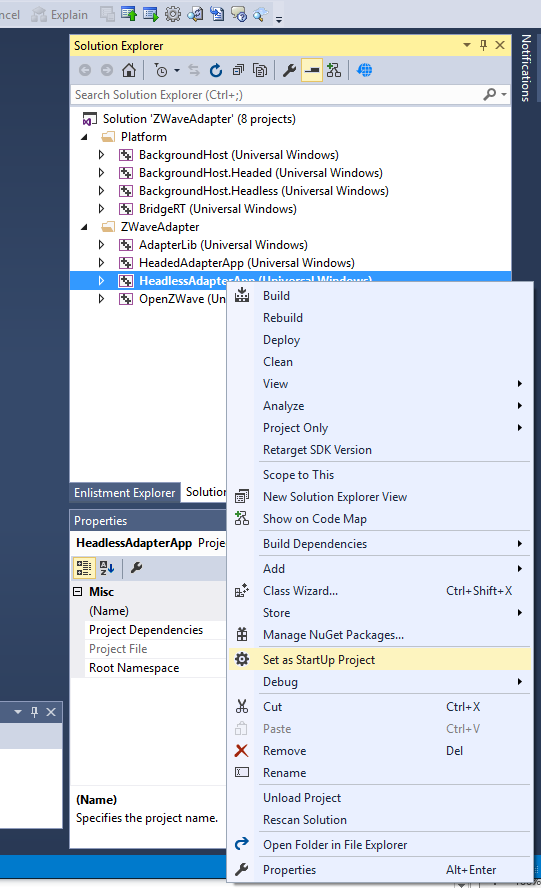 ncel Explain
Solution Explorer
Notifications
Search Solution Explorer (Ctrl+;)
Solution 'ZWaveAdapter' (8 projects)
Platform
BackgroundHost (Universal Windows)
BackgroundHost.Headed (Universal Windows)
BackgroundHost.Headless (Universal Windows)
BridgeRT (Universal Windows)
ZWaveAdapter
AdapterLib (Universal Windows)
HeadedAdapterApp (Universal Windows)
HeadlessAdapterApp (Universal Windows)
OpenZWave (Un
Build
Rebuild
Deploy
Clean
View
Analyze
Project Only
Retarget SDK Version
Scope to This
New Solution Explorer View
Show on Code Map
Build Dependencies
Add
Class Wizard... Ctrl+Shift+X
Store
Manage NuGet Packages...
Set as StartUp Project
Debug
Cut Ctrl+X
Paste Ctrl+V
Remove Del
Rename
Unload Project
Rescan Solution
Open Folder in File Explorer
Properties Alt+Enter
Enlistment Explorer Solution
Properties
HeadlessAdapterApp Proje
Misc
(Name)
Project Dependencies
Project File
Root Namespace
(Name)
Specifies the project name.